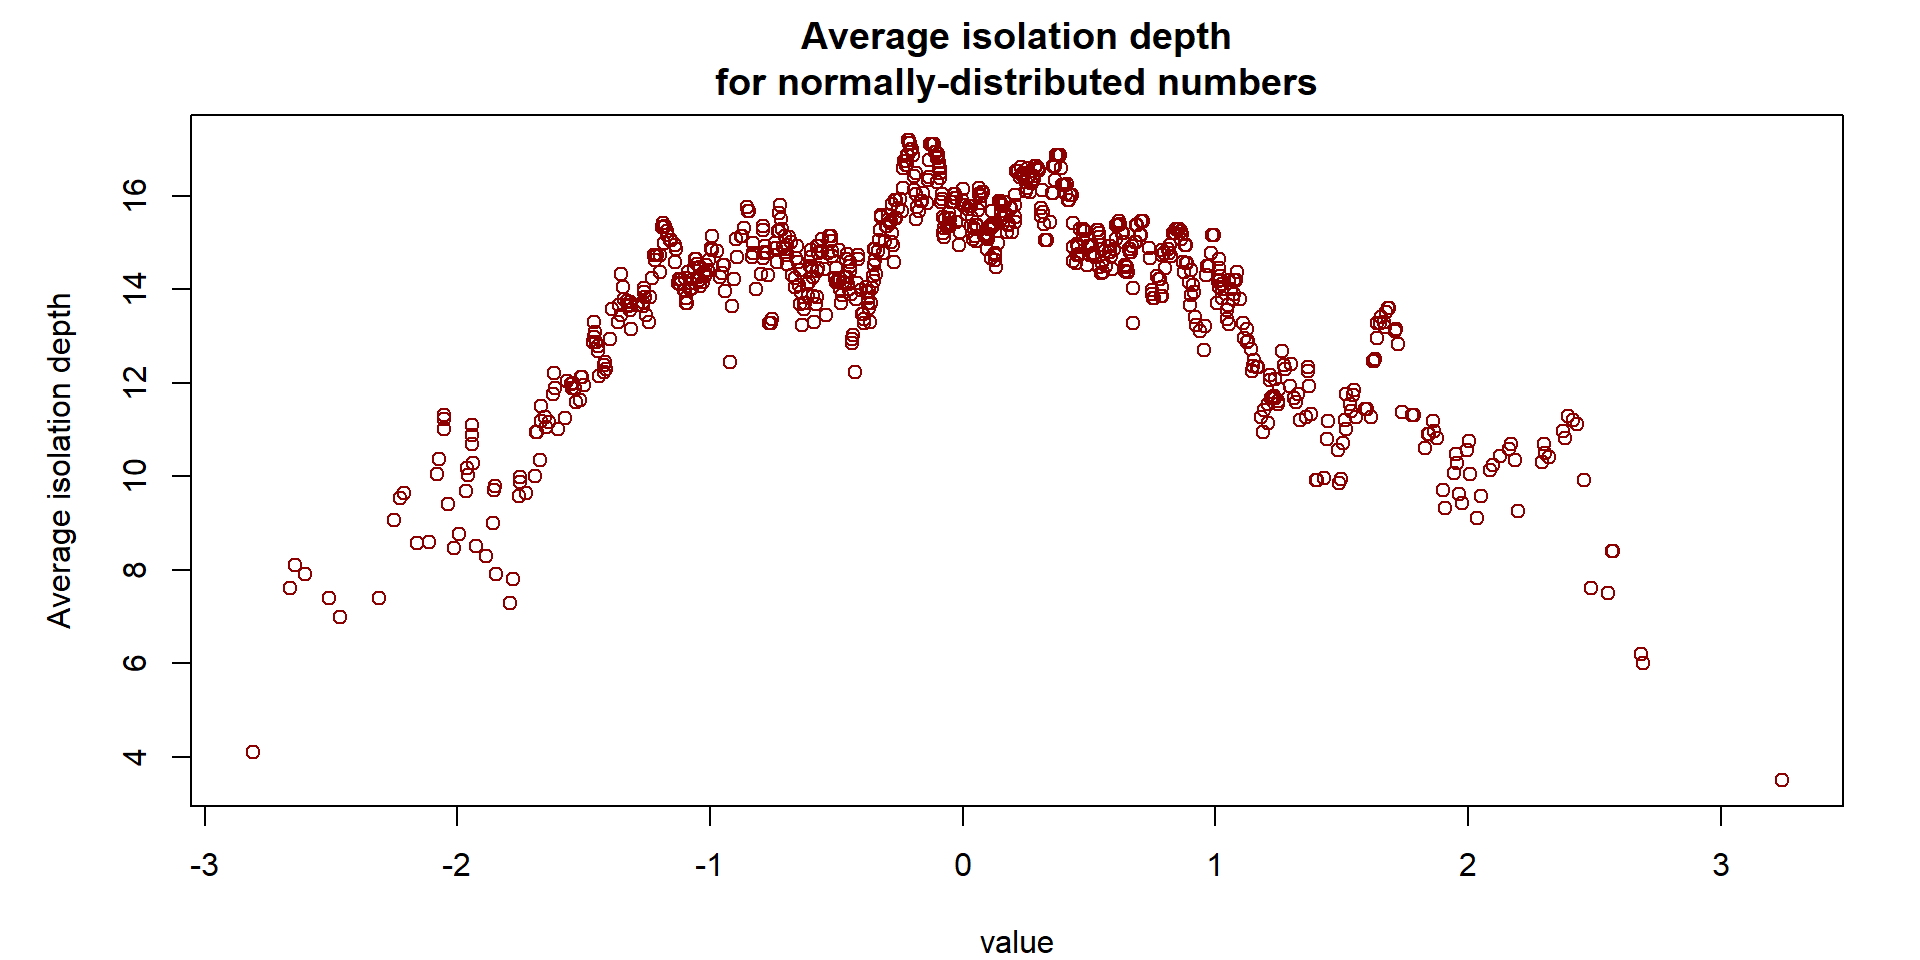 Average isolation depth
for normally-distributed numbers
Average isolation depth
16
14
12
10
8
6
4
-3 -2 -1 0 1 2 3
value